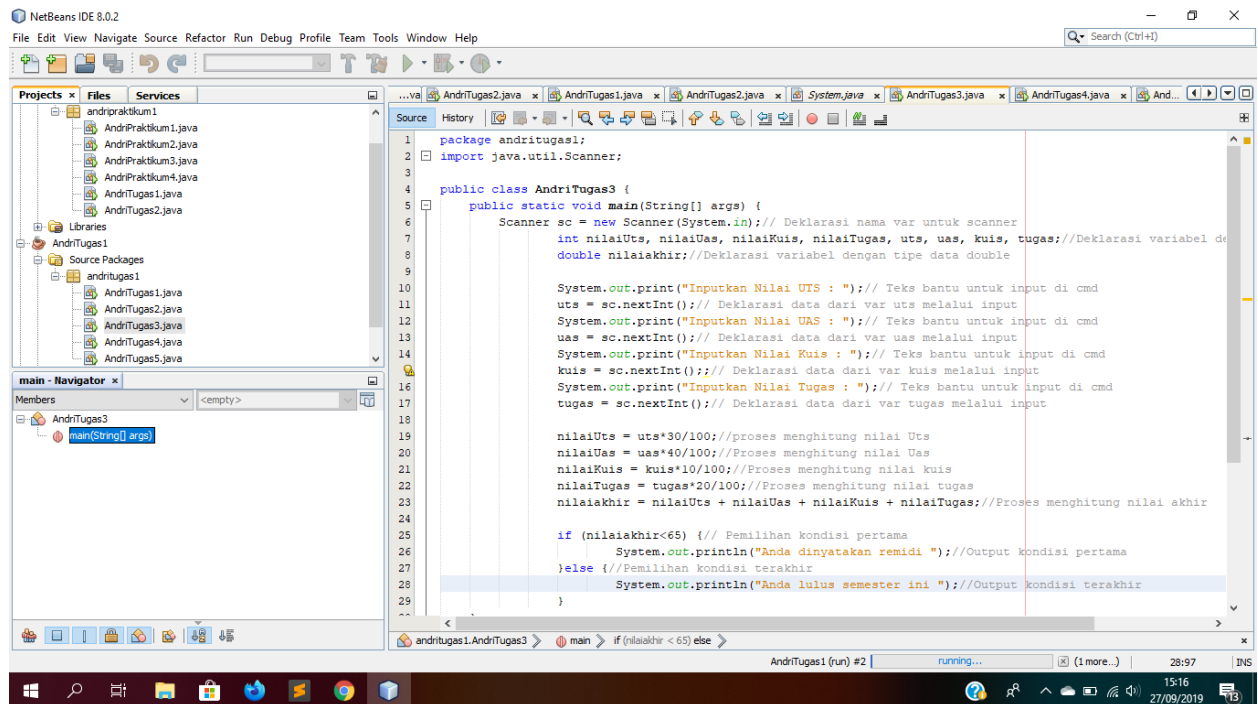 NetBeans IDE 8.0.2
File Edit View Navigate Source Refactor Run Debug Profile Team Tools Window Help
Search (Ctrl+I)
Projects x Files Services
andripraktikum1
AndriPraktikum1.java
AndriPraktikum2.java
AndriPraktikum3.java
AndriPraktikum4.java
AndriTugas1.java
AndriTugas2.java
Libraries
AndriTugas1
Source Packages
andritugas1
AndriTugas1.java
AndriTugas2.java
AndriTugas3.java
AndriTugas4.java
AndriTugas5.java
main - Navigator x
Members <empty>
AndriTugas3
main(String[] args)
...va AndriTugas2.java x AndriTugas1.java x AndriTugas2.java x System.java x AndriTugas3.java x AndriTugas4.java x And...
Source History
1 package andritugas1;
2 import java.util.Scanner;
3
4 public class AndriTugas3 {
5 public static void main(String[] args) {
6 Scanner sc = new Scanner(System.in);// Deklarasi nama var untuk scanner
7 int nilaiUts, nilaiUas, nilaiKuis, nilaiTugas, uts, uas, kuis, tugas;//Deklarasi variabel de
8 double nilaiakhir;//Deklarasi variabel dengan tipe data double
9
10 System.out.print("Inputkan Nilai UTS : ");// Teks bantu untuk input di cmd
11 uts = sc.nextInt();// Deklarasi data dari var uts melalui input
12 System.out.print("Inputkan Nilai UAS : ");// Teks bantu untuk input di cmd
13 uas = sc.nextInt();// Deklarasi data dari var uas melalui input
14 System.out.print("Inputkan Nilai Kuis : ");// Teks bantu untuk input di cmd
kuis = sc.nextInt();;// Deklarasi data dari var kuis melalui input
16 System.out.print("Inputkan Nilai Tugas : ");// Teks bantu untuk input di cmd
17 tugas = sc.nextInt();// Deklarasi data dari var tugas melalui input
18
19 nilaiUts = uts*30/100;//proses menghitung nilai Uts
20 nilaiUas = uas*40/100;//Proses menghitung nilai Uas
21 nilaiKuis = kuis*10/100;//Proses menghitung nilai kuis
22 nilaiTugas = tugas*20/100;//Proses menghitung nilai tugas
23 nilaiakhir = nilaiUts + nilaiUas + nilaiKuis + nilaiTugas;//Proses menghitung nilai akhir
24
25 if (nilaiakhir<65) {// Pemilihan kondisi pertama
26 System.out.println("Anda dinyatakan remidi ");//Output kondisi pertama
27 }else {//Pemilihan kondisi terakhir
28 System.out.println("Anda lulus semester ini ");//Output kondisi terakhir
29 }
andritugas1.AndriTugas3 main if (nilaiakhir < 65) else
AndriTugas1 (run) #2 running... (1 more...) 28:97 INS
15:16
27/09/2019
13